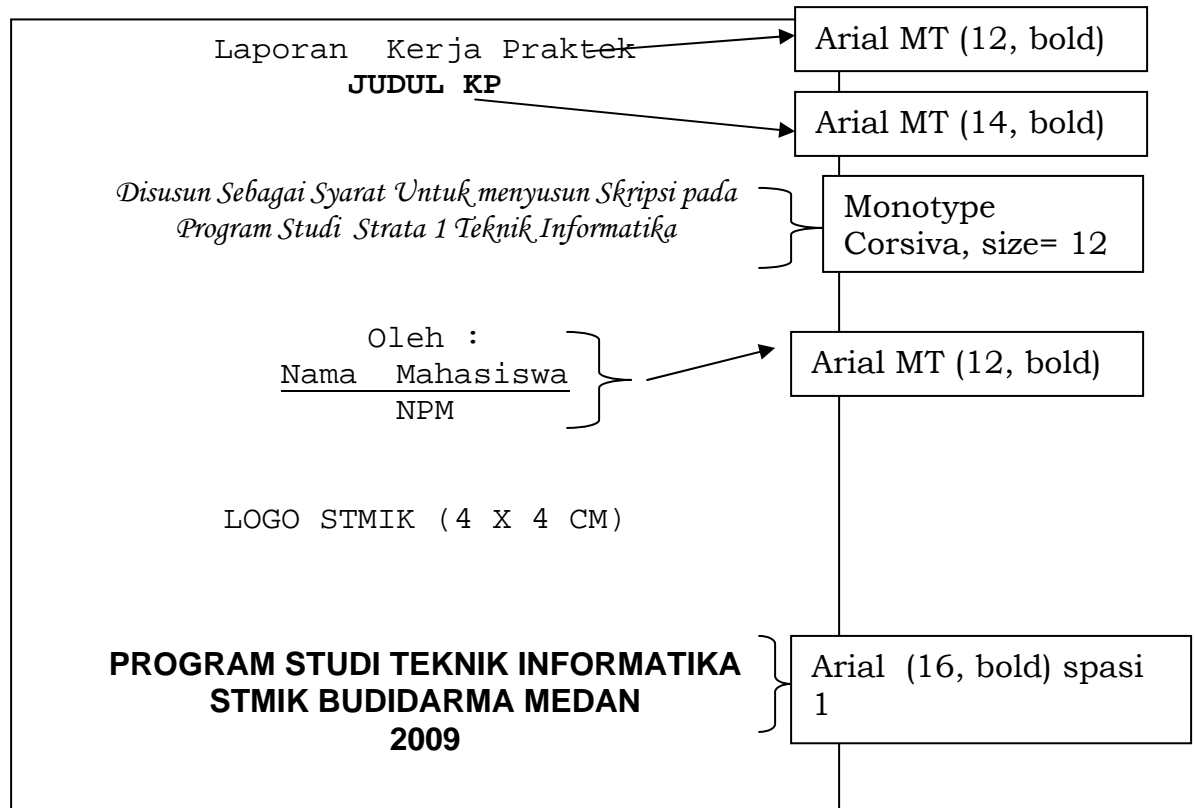 Laporan  Kerja Praktek
Arial MT (12, bold)
JUDUL KP
Arial MT (14, bold)
Disusun Sebagai Syarat Untuk menyusun Skripsi pada
Program Studi  Strata 1 Teknik Informatika
Monotype
Corsiva, size= 12
Oleh :
Nama  Mahasiswa
NPM
Arial MT (12, bold)
LOGO STMIK (4 X 4 CM)
PROGRAM STUDI TEKNIK INFORMATIKA
STMIK BUDIDARMA MEDAN
2009
Arial  (16, bold) spasi
1